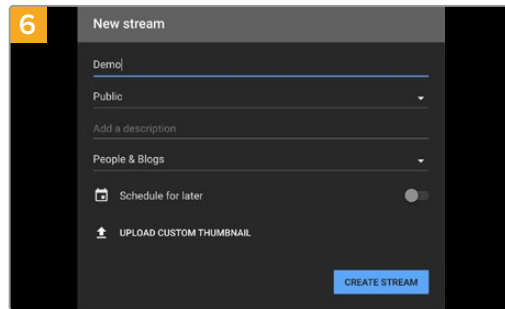 6
New stream
Demo
Public
Add a description
People & Blogs
Schedule for later
UPLOAD CUSTOM THUMBNAIL
CREATE STREAM